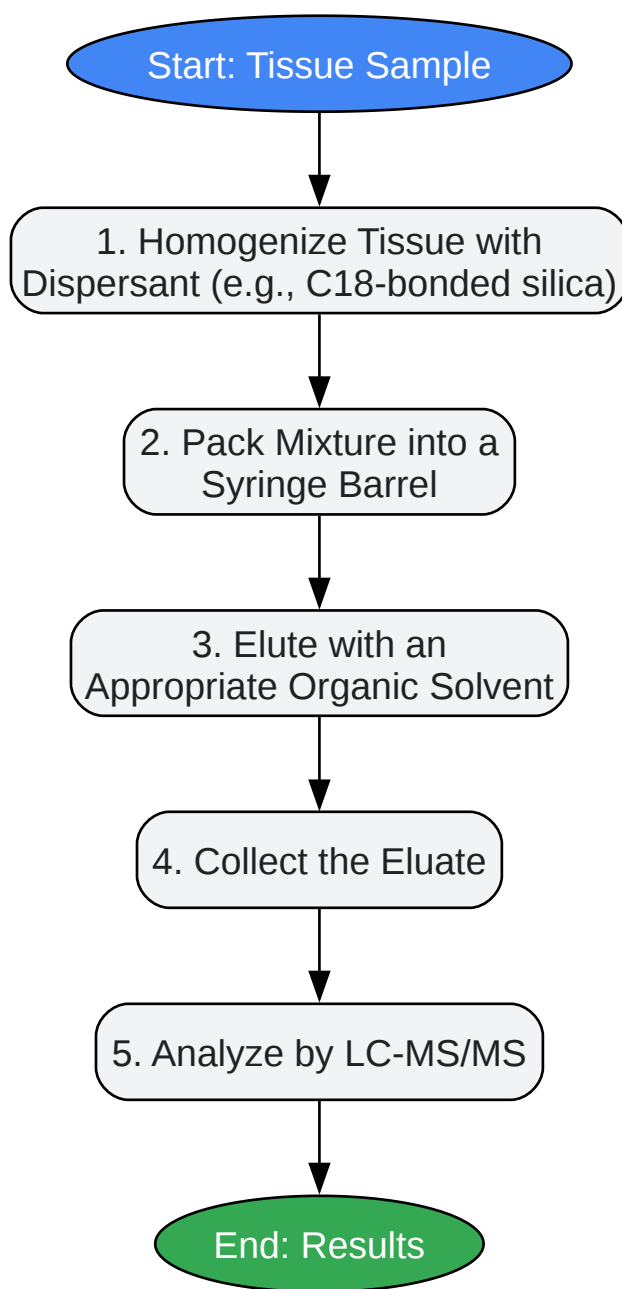 Start: Tissue Sample
1. Homogenize Tissue with
Dispersant (e.g., C18-bonded silica)
2. Pack Mixture into a
Syringe Barrel
3. Elute with an
Appropriate Organic Solvent
4. Collect the Eluate
5. Analyze by LC-MS/MS
End: Results